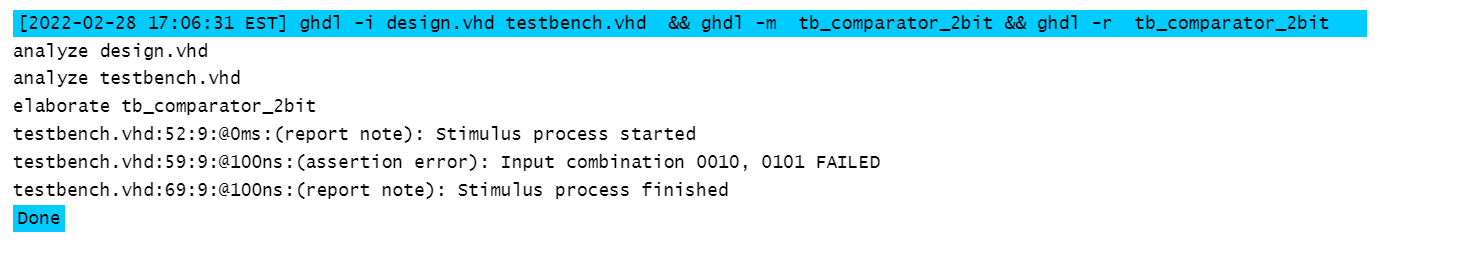 [2022-02-28 17:06:31 EST] ghdl -i design.vhd testbench.vhd  && ghdl -m  tb_comparator_2bit && ghdl -r  tb_comparator_2bit
analyze design.vhd
analyze testbench.vhd
elaborate tb_comparator_2bit
testbench.vhd:52:9:@0ms:(report note): Stimulus process started
testbench.vhd:59:9:@100ns:(assertion error): Input combination 0010, 0101 FAILED
testbench.vhd:69:9:@100ns:(report note): Stimulus process finished
Done